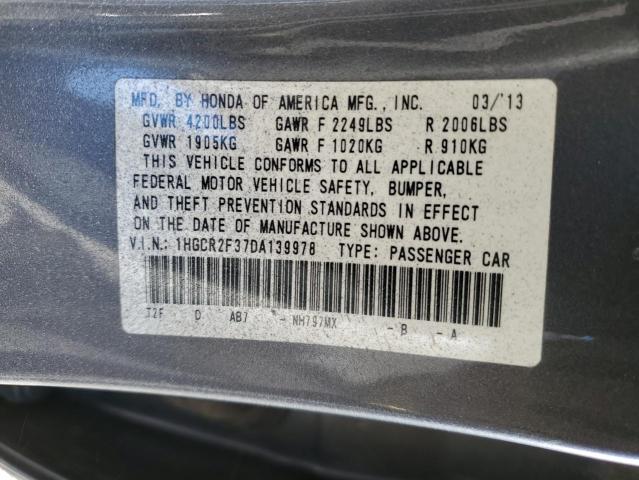 MFD. BY HONDA OF AMERICA MFG., INC. 03/'13
GVWR 4200LBS GAWR F 2249LBS R 2006LBS
GVWR 1905KG GAWR F 1020KG R 910KG
THIS VEHICLE CONFORMS TO ALL APPLICABLE
FEDERAL MOTOR VEHICLE SAFETY, BUMPER,
AND THEFT PREVENTION STANDARDS IN EFFECT
ON THE DATE OF MANUFACTURE SHOWN ABOVE.
V.I.N.: 1HGCR2F37DA139978 TYPE: PASSENGER CAR
T2F D AB7 - NH797MX - B - A